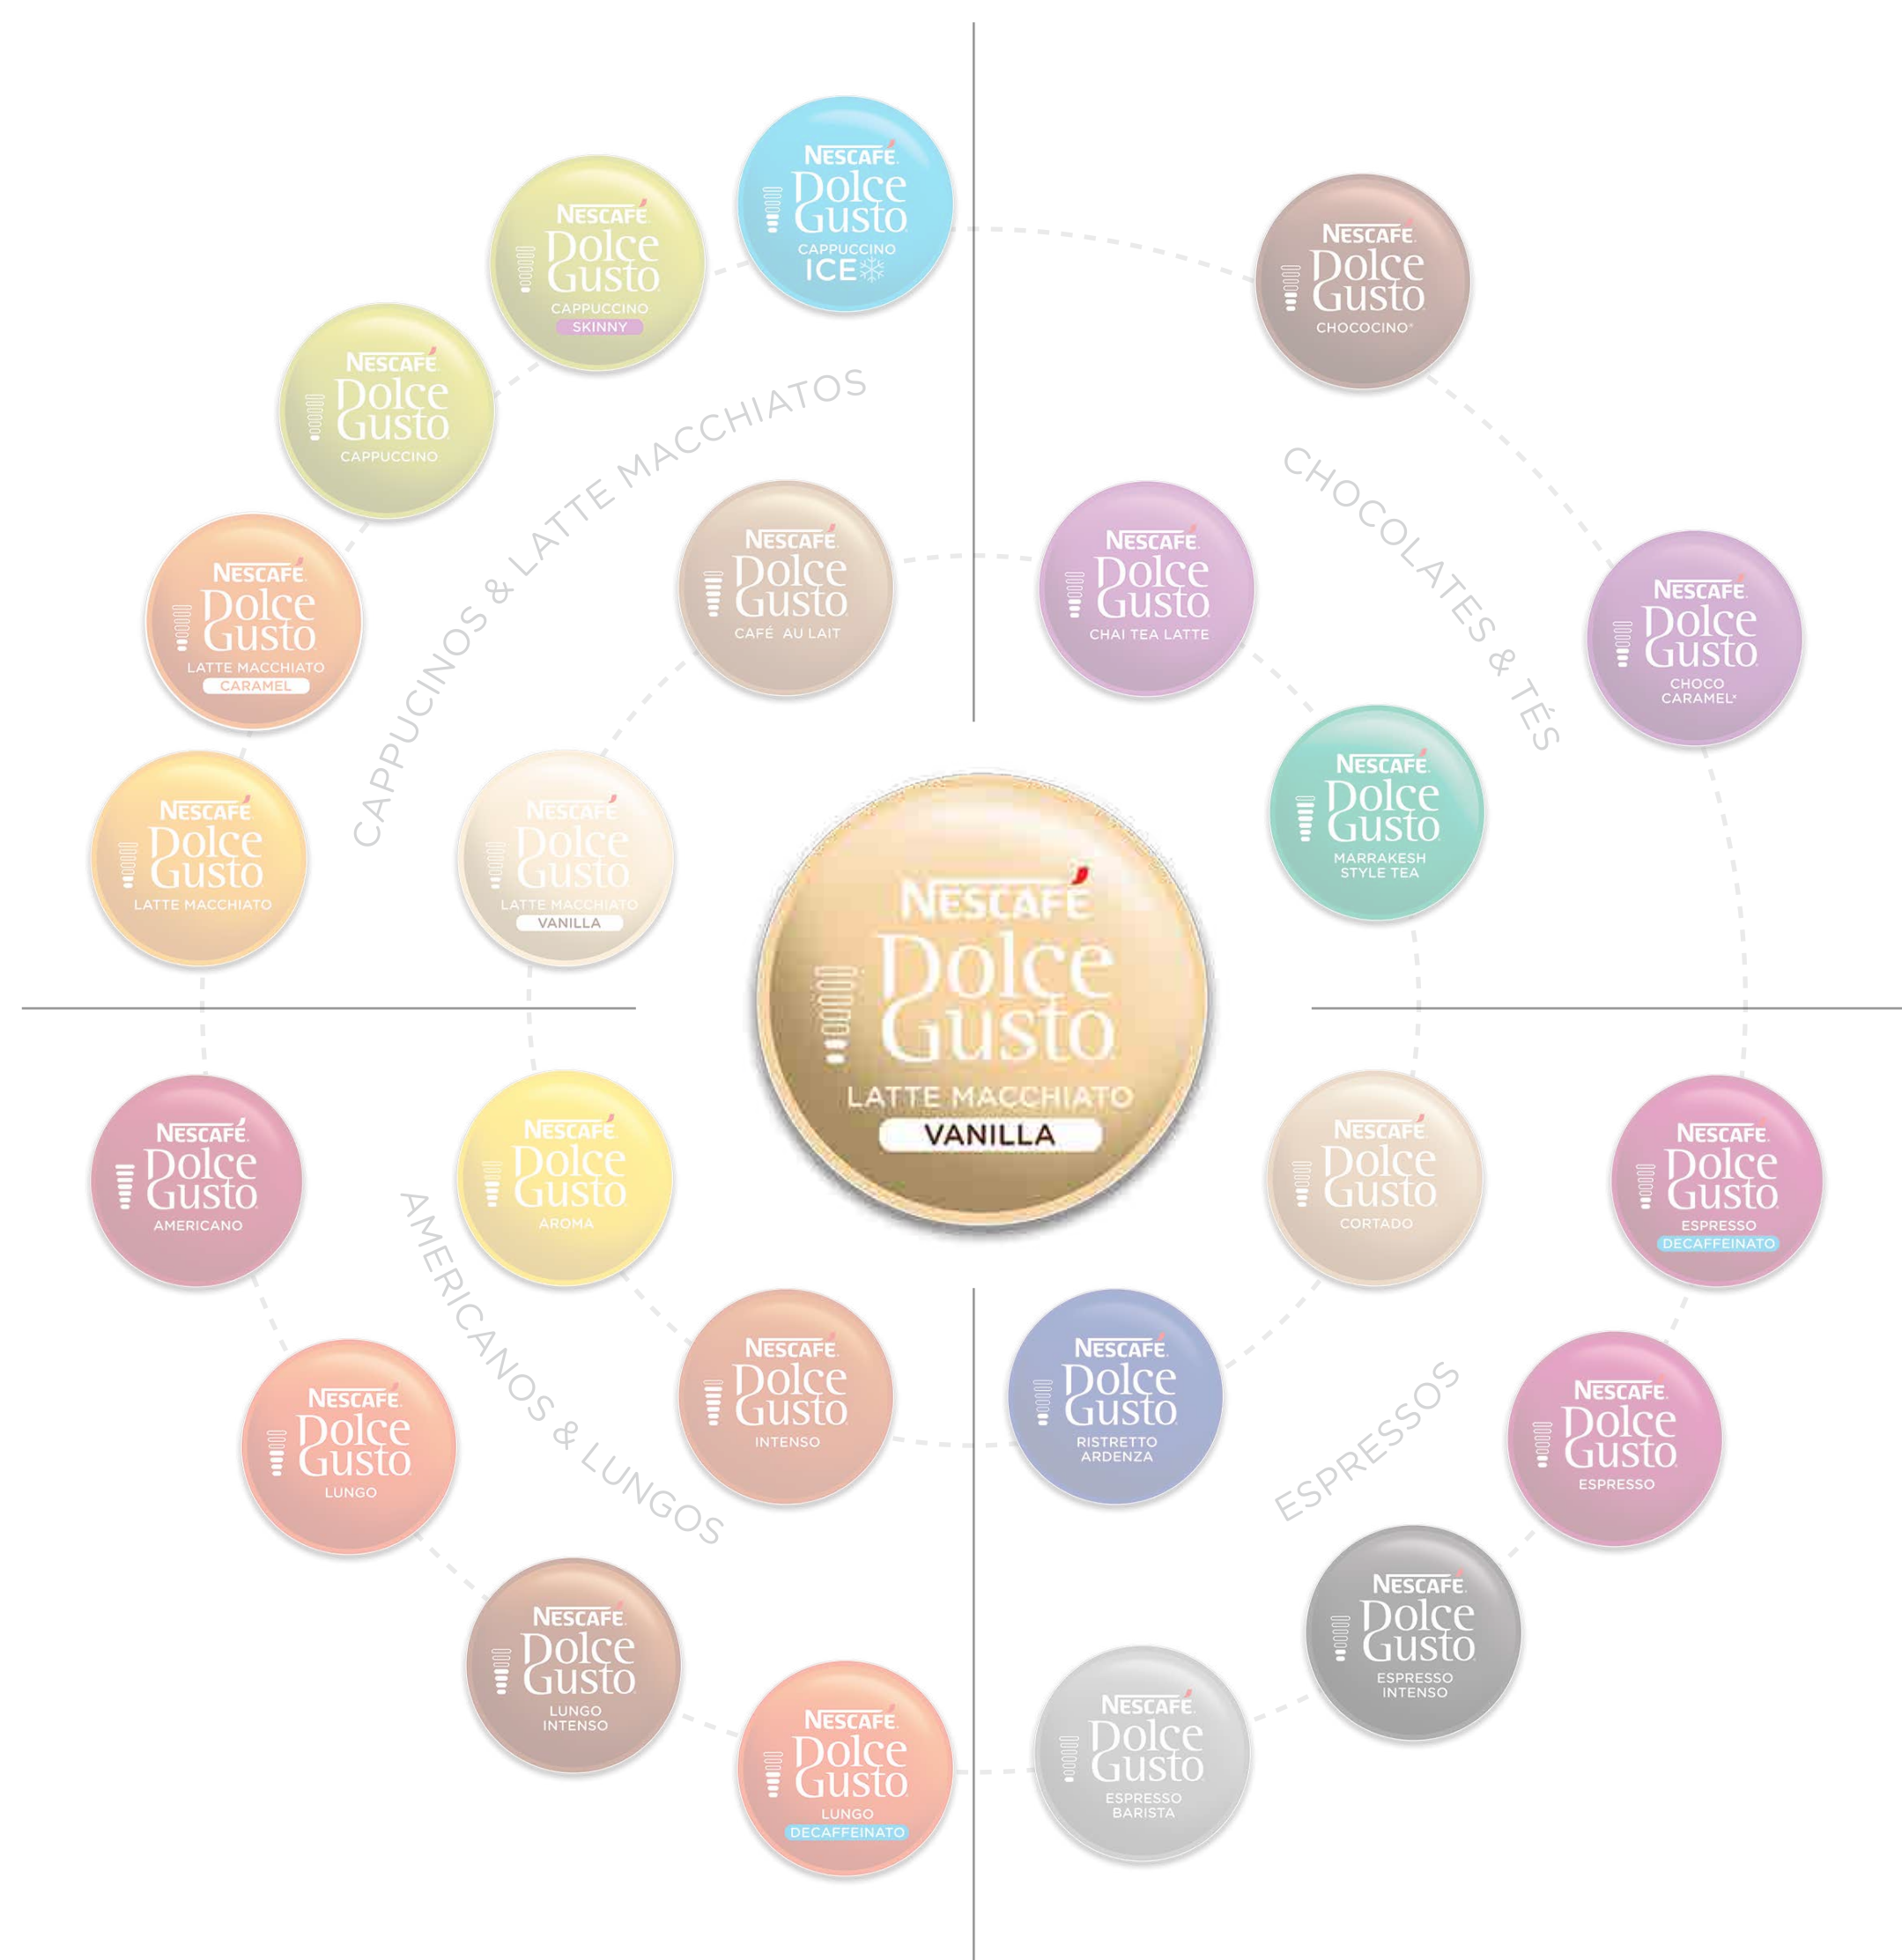 NESCAFÉ
Dolce
Gusto
CAPPUCCINO
ICE
NESCAFÉ
Dolce
Gusto
CAPPUCCINO
SKINNY
NESCAFÉ
Dolce
Gusto
CAPPUCCINO
NESCAFÉ
Dolce
Gusto
LATTE MACCHIATO
CARAMEL
NESCAFÉ
Dolce
Gusto
LATTE MACCHIATO
CAPPUCINOS & LATTE MACCHIATOS
NESCAFÉ
Dolce
Gusto
CAFÉ AU LAIT
NESCAFÉ
Dolce
Gusto
LATTE MACCHIATO
VANILLA
NESCAFÉ
Dolce
Gusto
CHOCOCINO®
NESCAFÉ
Dolce
Gusto
CHOCO
CARAMEL*
CHOCOLATES & TÉS
NESCAFÉ
Dolce
Gusto
CHAI TEA LATTE
NESCAFÉ
Dolce
Gusto
MARRAKESH
STYLE TEA
NESCAFÉ
Dolce
Gusto
LATTE MACCHIATO
VANILLA
NESCAFÉ
Dolce
Gusto
AMERICANO
NESCAFÉ
Dolce
Gusto
AROMA
AMERICANOS & LUNGOS
NESCAFÉ
Dolce
Gusto
INTENSO
NESCAFÉ
Dolce
Gusto
LUNGO
NESCAFÉ
Dolce
Gusto
LUNGO
INTENSO
NESCAFÉ
Dolce
Gusto
LUNGO
DECAFFEINATO
NESCAFÉ
Dolce
Gusto
CORTADO
NESCAFÉ
Dolce
Gusto
ESPRESSO
DECAFFEINATO
NESCAFÉ
Dolce
Gusto
RISTRETTO
ARDENZA
ESPRESSOS
NESCAFÉ
Dolce
Gusto
ESPRESSO
NESCAFÉ
Dolce
Gusto
ESPRESSO
INTENSO
NESCAFÉ
Dolce
Gusto
ESPRESSO
BARISTA